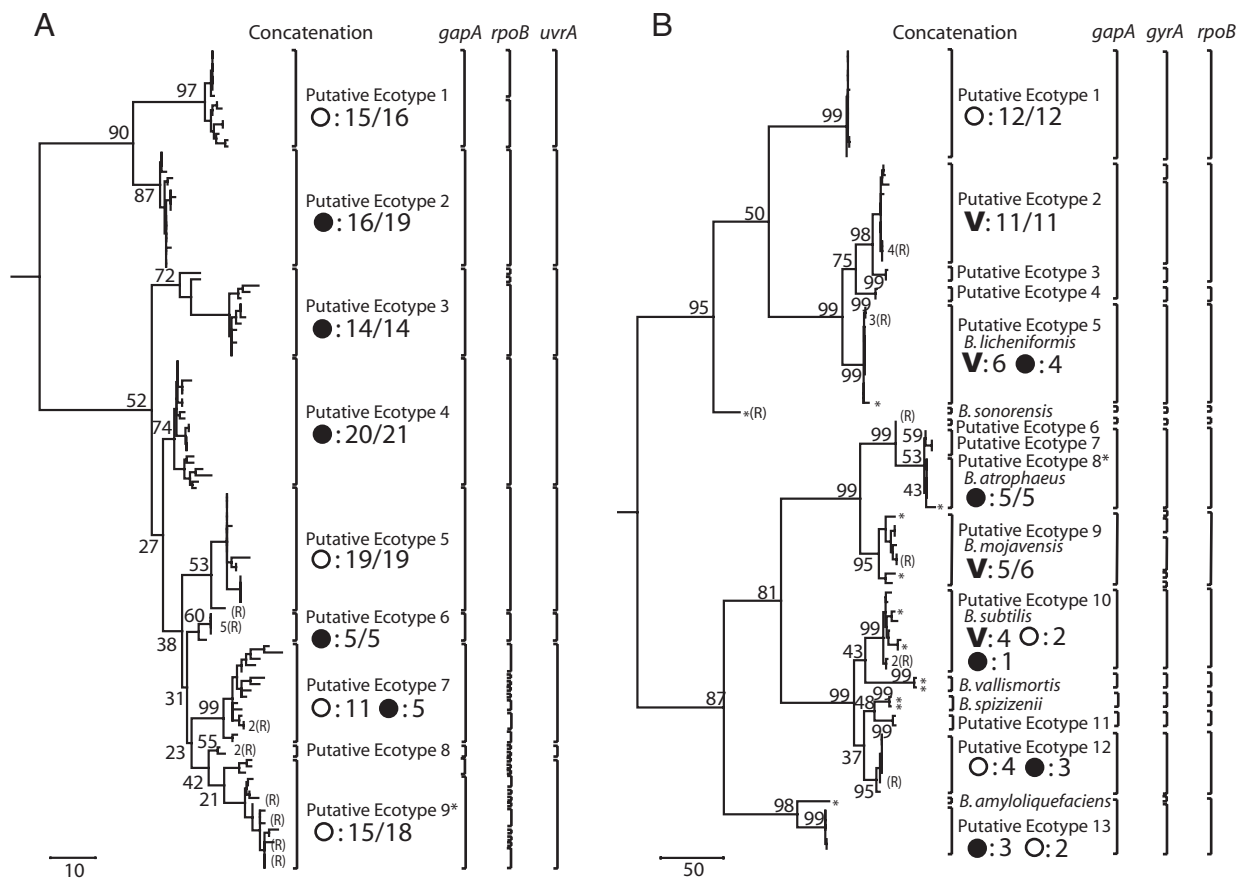 A
Concatenation gapA rpoB uvrA
97
90
87
72
52
74
27
53
60
(R)
5(R)
38
31
99
2(R)
23
55
2(R)
42
21
(R)
(R)
(R)
(R)
10
Putative Ecotype 1
: 15/16
Putative Ecotype 2
: 16/19
Putative Ecotype 3
: 14/14
Putative Ecotype 4
: 20/21
Putative Ecotype 5
: 19/19
Putative Ecotype 6
: 5/5
Putative Ecotype 7
: 11 : 5
Putative Ecotype 8
Putative Ecotype 9*
: 15/18
B
Concatenation gapA gyrA rpoB
99
50
98
4(R)
75
99
99
99
3(R)
95
99
*
*(R)
(R)
99
59
53
43
*
99
*
(R)
95
*
81
*
99
*
2(R)
43
99
*
*
87
99
99
*
*
48
99
37
(R)
95
98
*
99
50
Putative Ecotype 1
: 12/12
Putative Ecotype 2
V: 11/11
Putative Ecotype 3
Putative Ecotype 4
Putative Ecotype 5
B. licheniformis
V: 6 : 4
B. sonorensis
Putative Ecotype 6
Putative Ecotype 7
Putative Ecotype 8*
B. atrophaeus
: 5/5
Putative Ecotype 9
B. mojavensis
V: 5/6
Putative Ecotype 10
B. subtilis
V: 4 : 2
: 1
B. vallismortis
B. spizizenii
Putative Ecotype 11
Putative Ecotype 12
: 4 : 3
B. amyloliquefaciens
Putative Ecotype 13
: 3 : 2